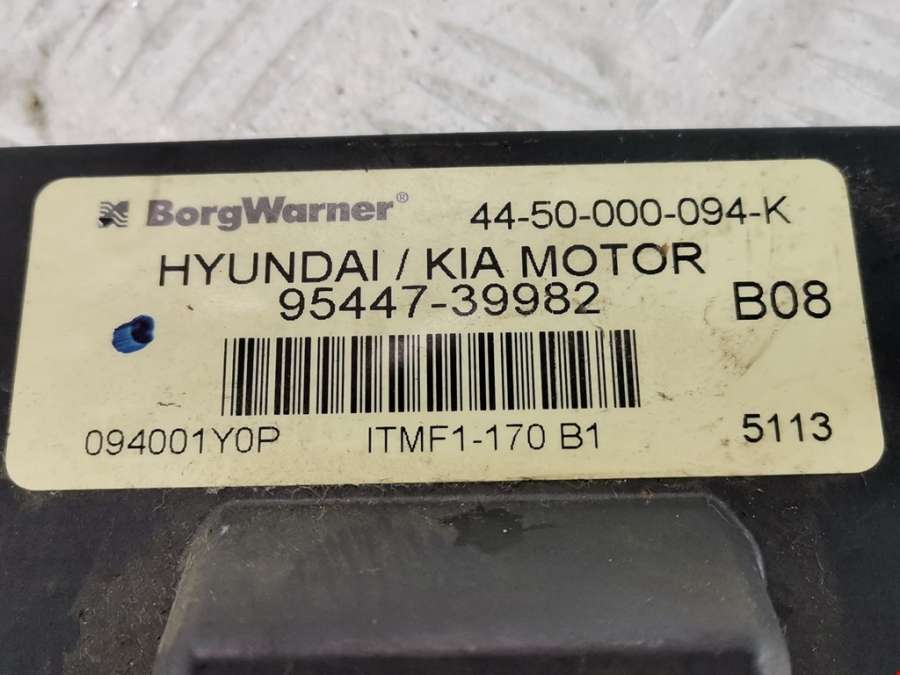 BorgWarner® 44-50-000-094-K
HYUNDAI / KIA MOTOR
95447-39982 B08
094001Y0P ITMF1-170 B1 5113